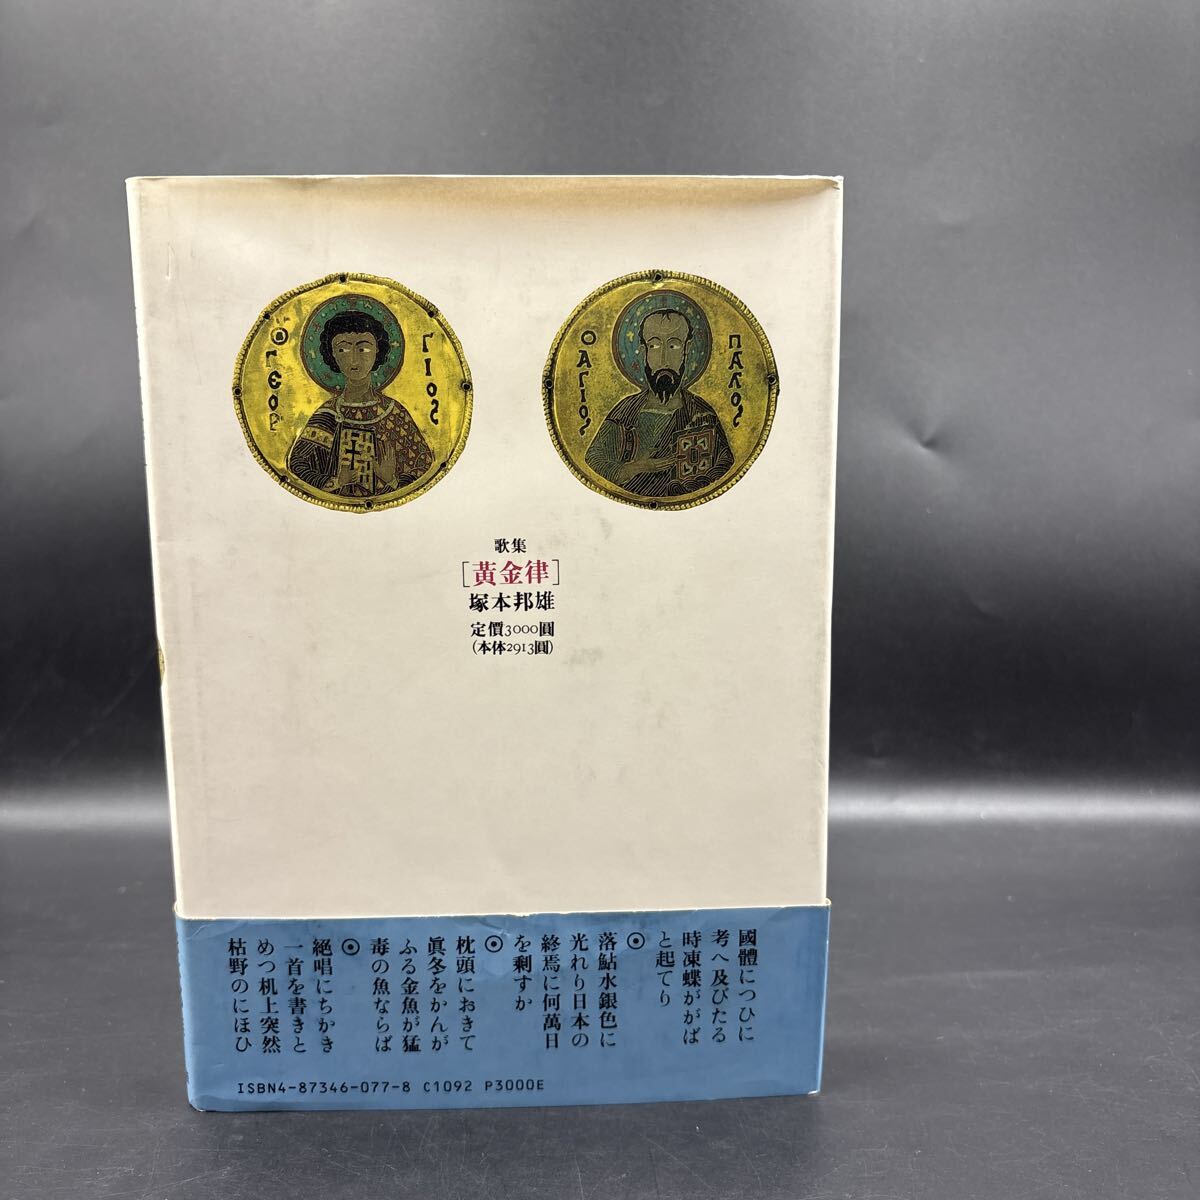 Ο ΓΕΟΡ
ΓΙΟς
Ο ΑΓΙΟς
ΠΑΛΟς
歌集
[黄金律]
塚本邦雄
定價3000圓
(本体2913圓)
國體につひに
考へ及びたる
時凍蝶ががば
と起てり
◉
落鮎水銀色に
光れり日本の
終焉に何萬日
を剩すか
◉
枕頭におきて
眞冬をかんが
ふる金魚が猛
毒の魚ならば
◉
絕唱にちかき
一首を書きと
めつ机上突然
枯野のにほひ
ISBN4-87346-077-8 C1092 P3000E